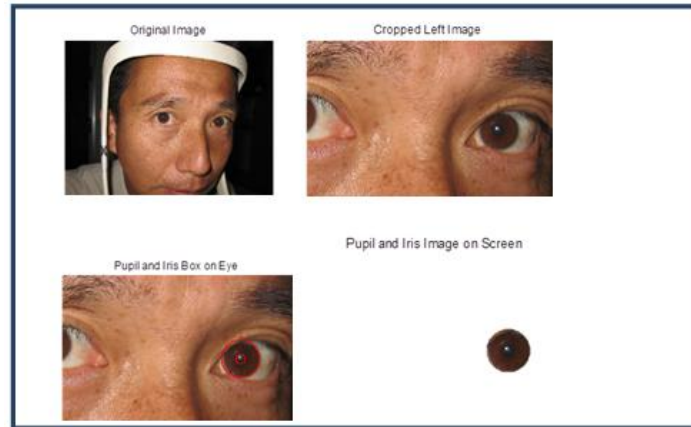 Original Image
Cropped Left Image
Pupil and Iris Box on Eye
Pupil and Iris Image on Screen